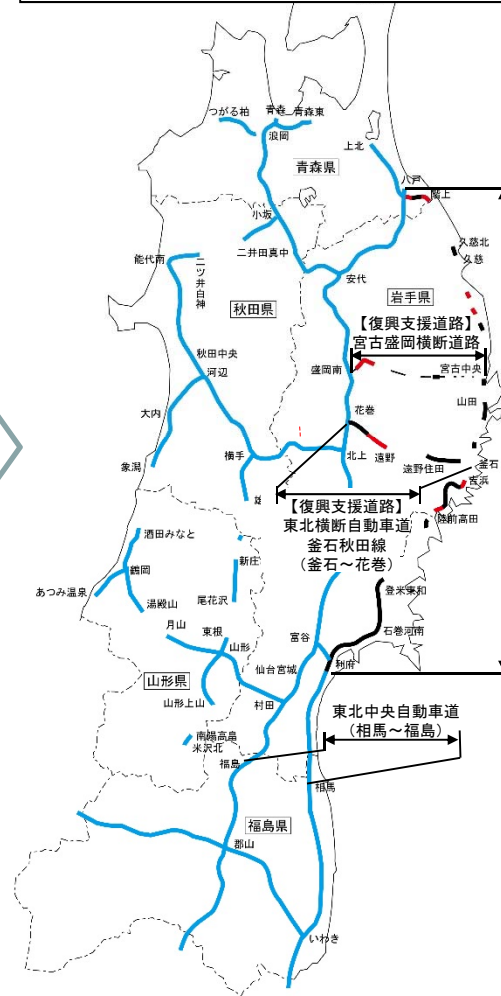 つがる柏
青森
青森東
浪岡
上北
青森県
八戸
階上
小坂
二井田真中
久慈北
久慈
能代南
二ツ井白神
安代
秋田県
岩手県
【復興支援道路】
宮古盛岡横断道路
秋田中央
河辺
盛岡南
宮古中央
山田
大内
花巻
横手
北上
遠野
遠野住田
釜石
象潟
吉浜
【復興支援道路】
東北横断自動車道
釜石秋田線
(釜石～花巻)
陸前高田
酒田みなと
新庄
鶴岡
あつみ温泉
登米東和
湯殿山
尾花沢
月山
東根
石巻河南
富谷
山形
仙台宮城
利府
山形県
山形上山
村田
東北中央自動車道
(相馬～福島)
南陽高畠
米沢北
福島
相馬
福島県
郡山
いわき